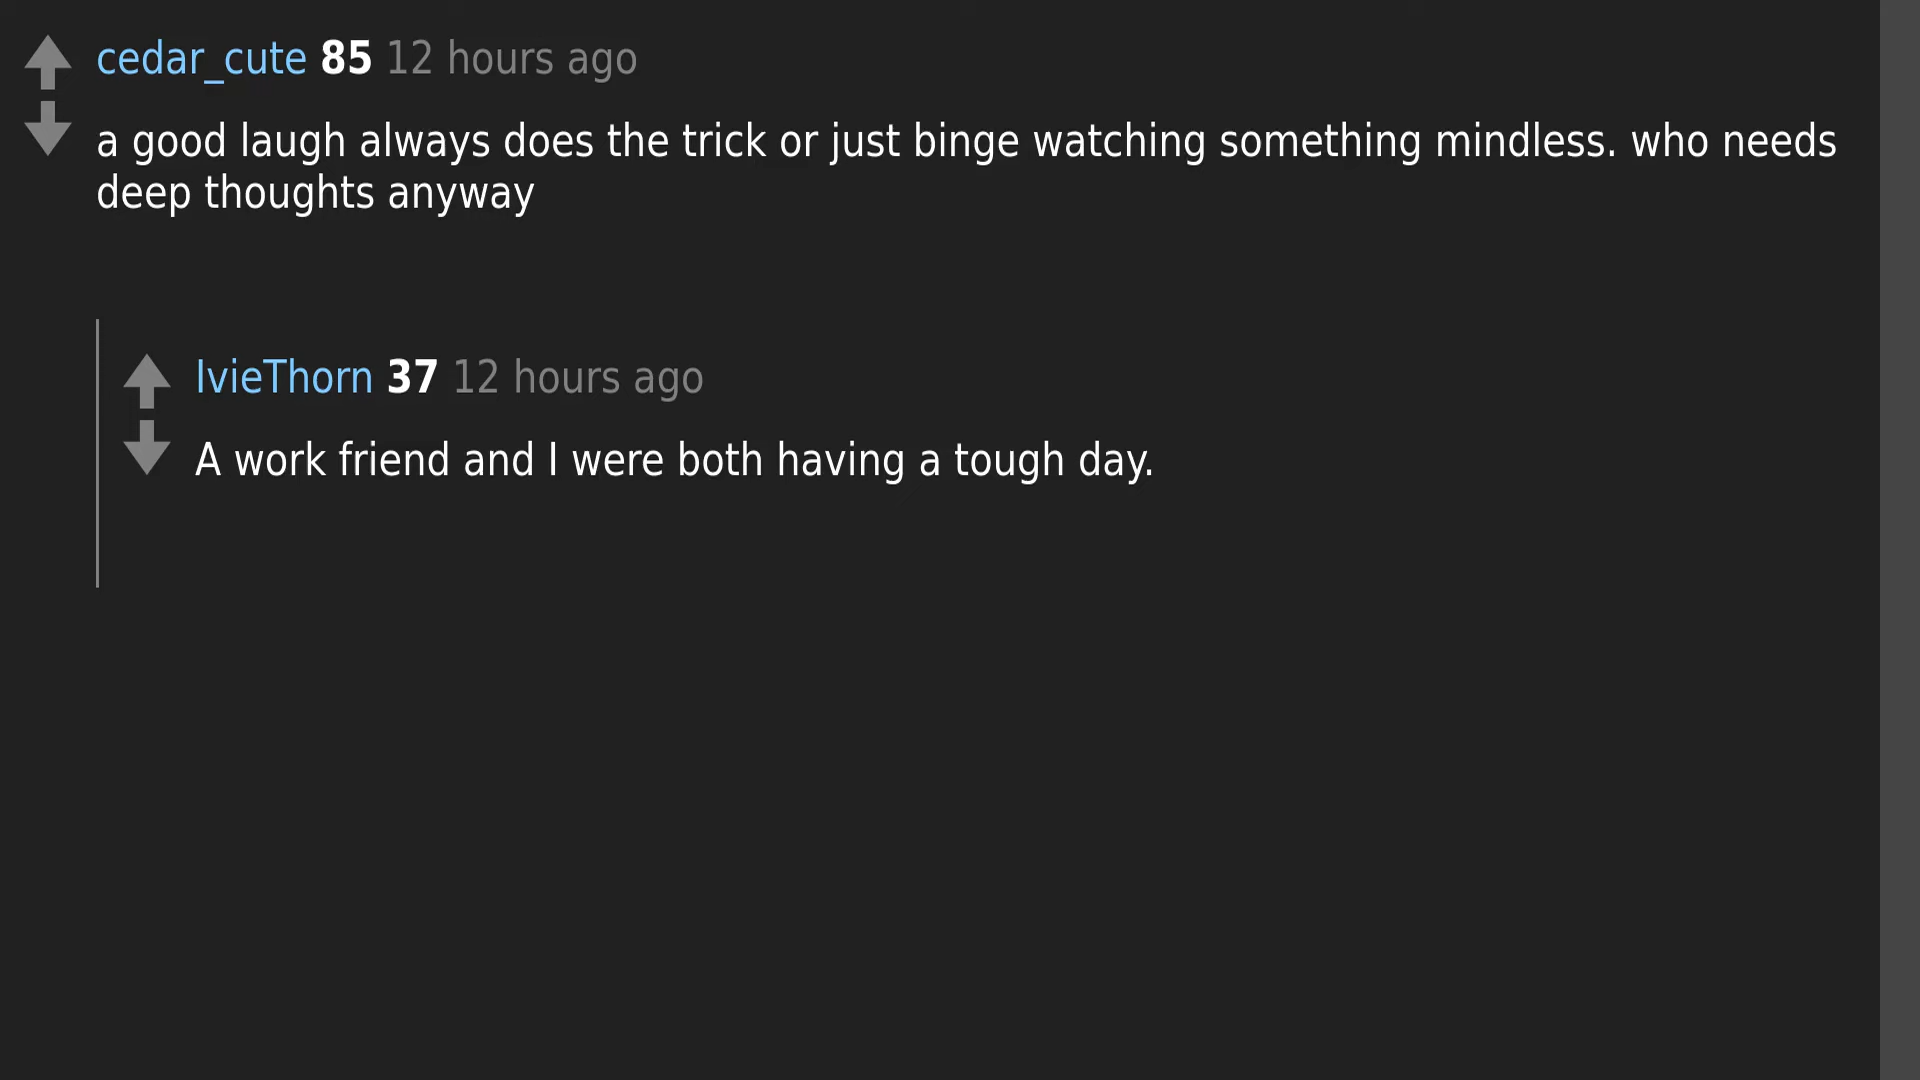 cedar_cute 85 12 hours ago
a good laugh always does the trick or just binge watching something mindless. who needs
deep thoughts anyway
IvieThorn 37 12 hours ago
A work friend and I were both having a tough day.